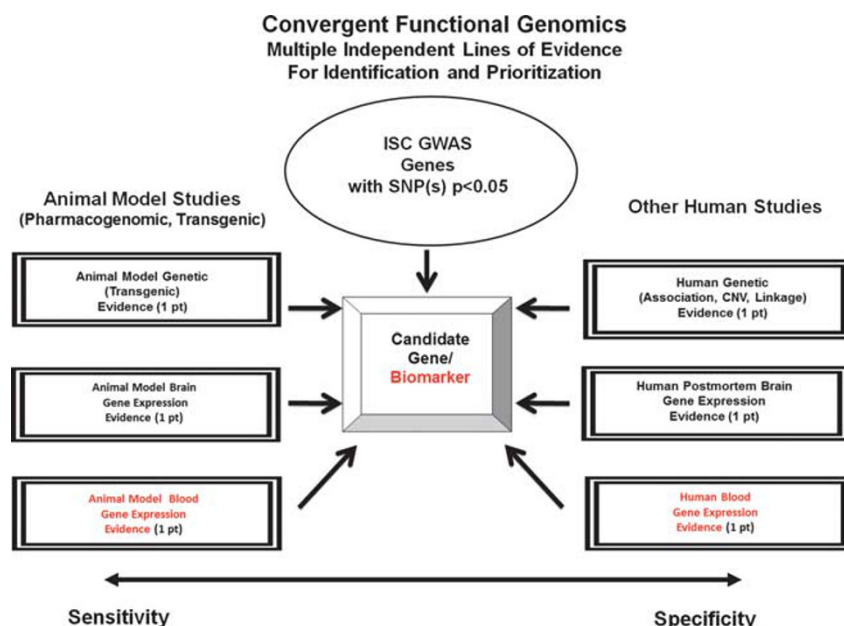 Convergent Functional Genomics
Multiple Independent Lines of Evidence
For Identification and Prioritization
ISC GWAS
Genes
with SNP(s) p<0.05
Animal Model Studies
(Pharmacogenomic, Transgenic)
Other Human Studies
Animal Model Genetic
(Transgenic)
Evidence (1 pt)
Human Genetic
(Association, CNV, Linkage)
Evidence (1 pt)
Candidate
Gene/
Biomarker
Animal Model Brain
Gene Expression
Evidence (1 pt)
Human Postmortem Brain
Gene Expression
Evidence (1 pt)
Animal Model Blood
Gene Expression
Evidence (1 pt)
Human Blood
Gene Expression
Evidence (1 pt)
Sensitivity
Specificity